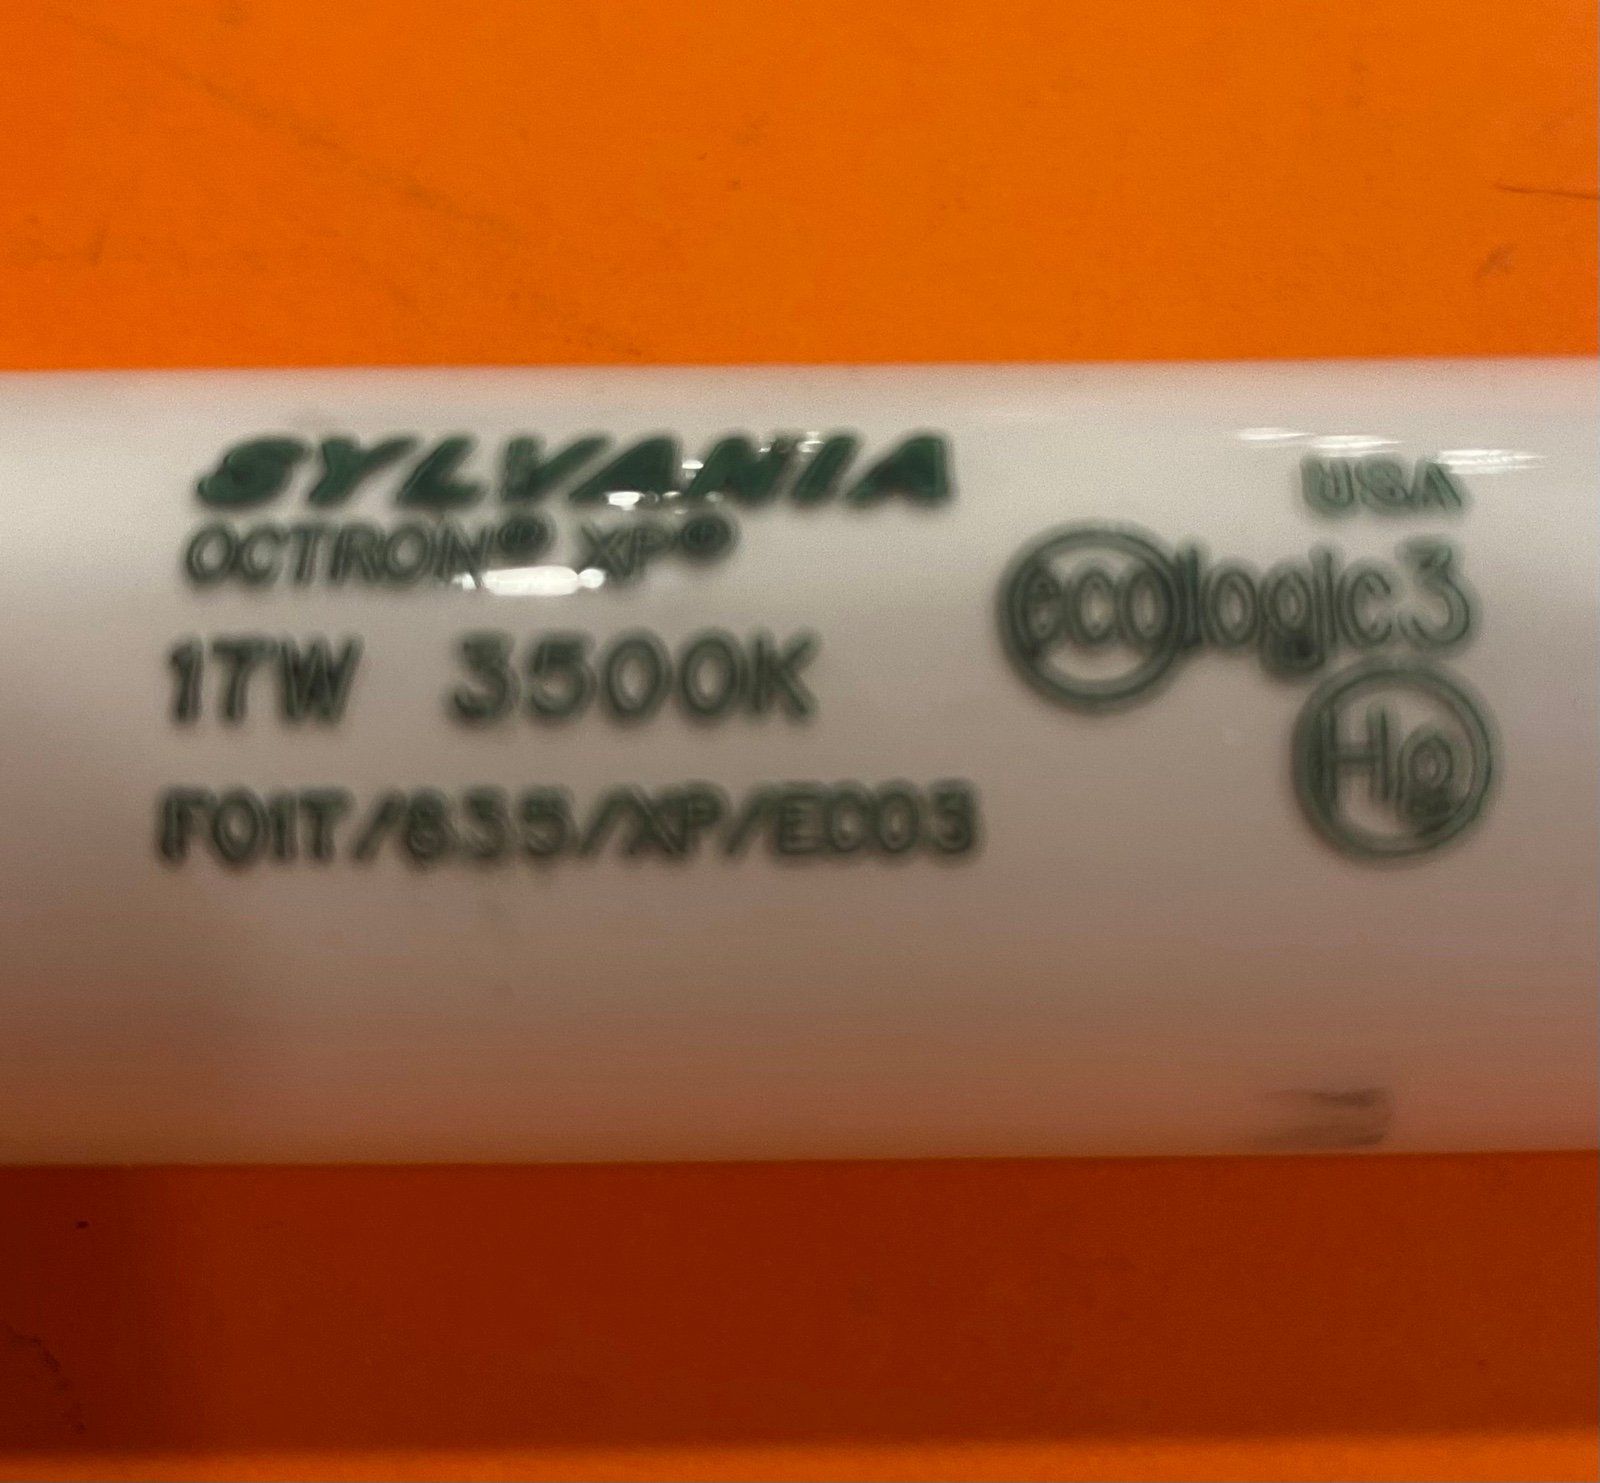 SYLVANIA
OCTRON® XP®
17W 3500K
FO17/835/XP/ECO3
USA
ecologic3
Hg